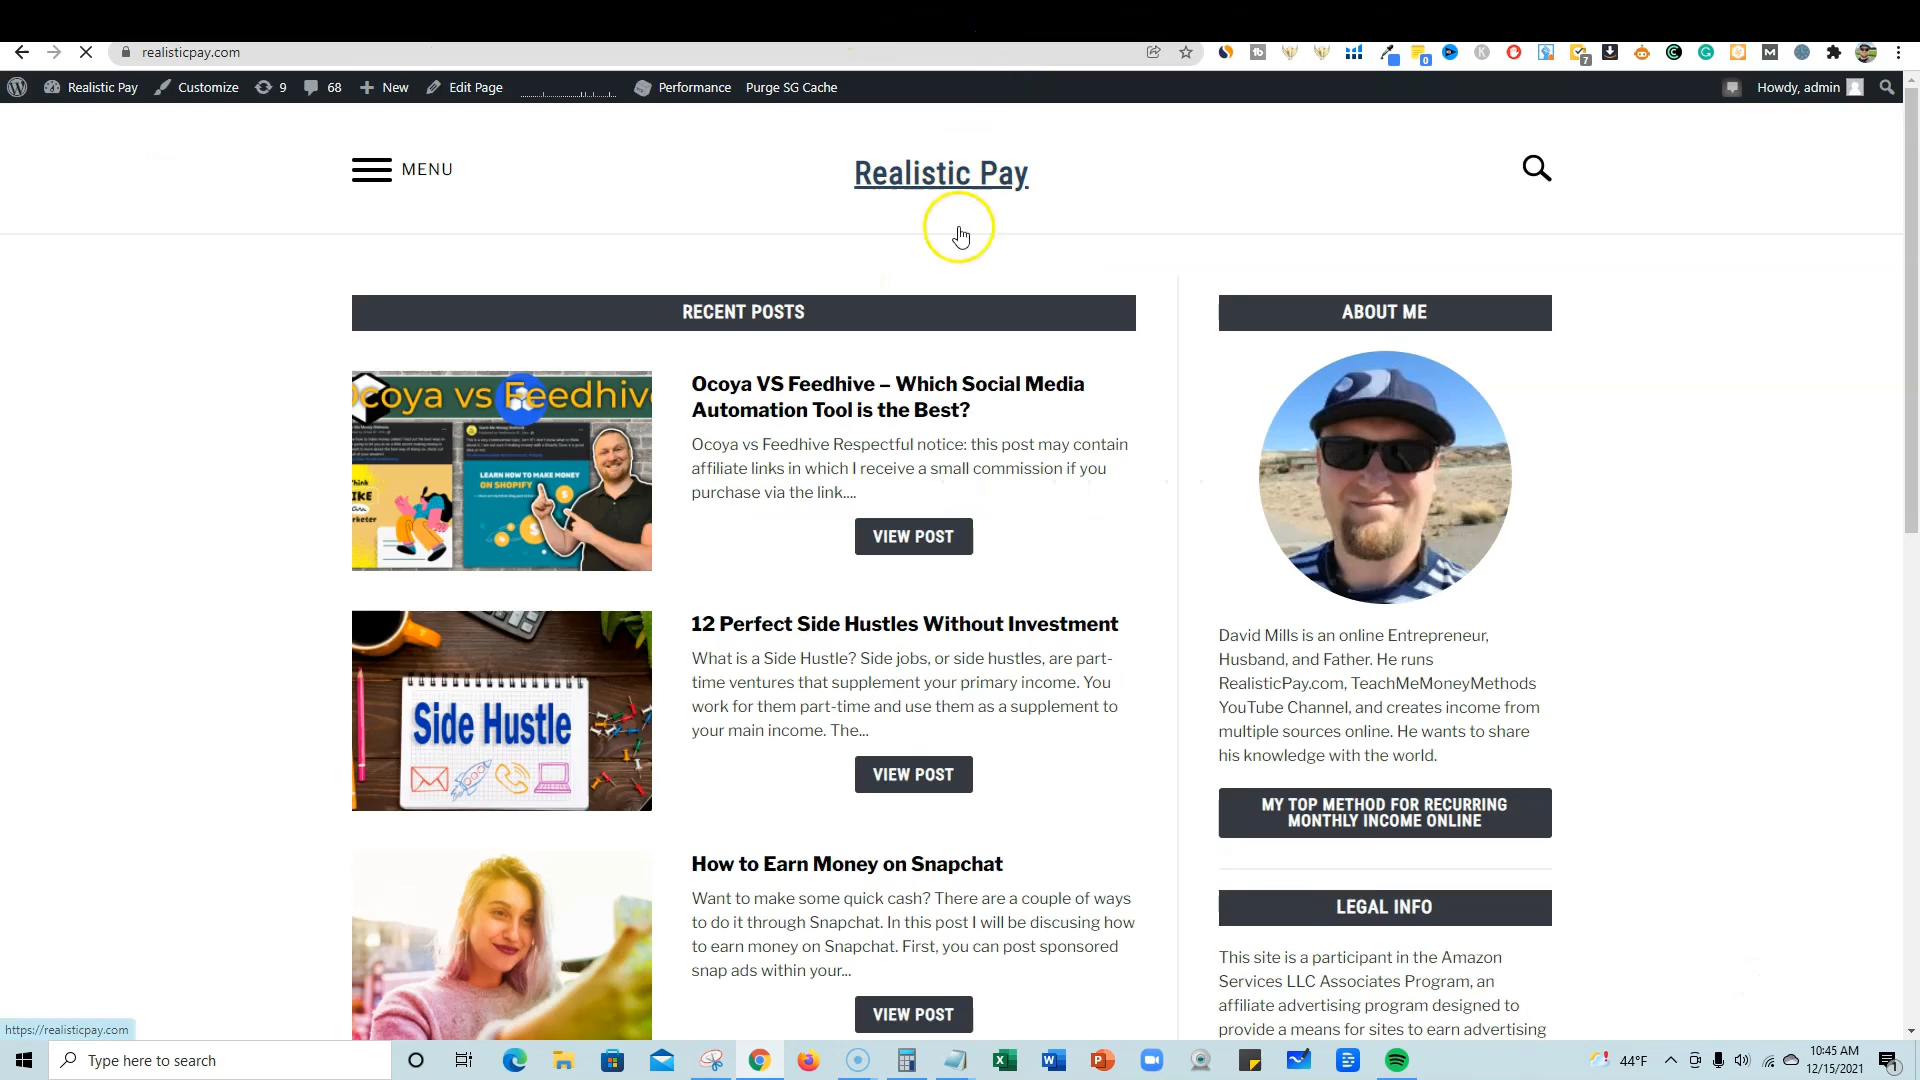 realisticpay.com
0
7
Realistic Pay
Customize
9
68
New
Edit Page
Performance
Purge SG Cache
Howdy, admin
MENU
Realistic Pay
RECENT POSTS
ABOUT ME
Ocoya vs Feedhiv
LEARN HOW TO MAKE MONEY
ON SHOPIFY
Ocoya VS Feedhive – Which Social Media
Automation Tool is the Best?
Ocoya vs Feedhive Respectful notice: this post may contain
affiliate links in which I receive a small commission if you
purchase via the link....
VIEW POST
Side Hustle
12 Perfect Side Hustles Without Investment
What is a Side Hustle? Side jobs, or side hustles, are part-
time ventures that supplement your primary income. You
work for them part-time and use them as a supplement to
your main income. The...
VIEW POST
How to Earn Money on Snapchat
Want to make some quick cash? There are a couple of ways
to do it through Snapchat. In this post I will be discusing how
to earn money on Snapchat. First, you can post sponsored
snap ads within your...
VIEW POST
David Mills is an online Entrepreneur,
Husband, and Father. He runs
RealisticPay.com, TeachMeMoneyMethods
YouTube Channel, and creates income from
multiple sources online. He wants to share
his knowledge with the world.
MY TOP METHOD FOR RECURRING
MONTHLY INCOME ONLINE
LEGAL INFO
This site is a participant in the Amazon
Services LLC Associates Program, an
affiliate advertising program designed to
provide a means for sites to earn advertising
https://realisticpay.com
Type here to search
44°F
10:45 AM
12/15/2021
1